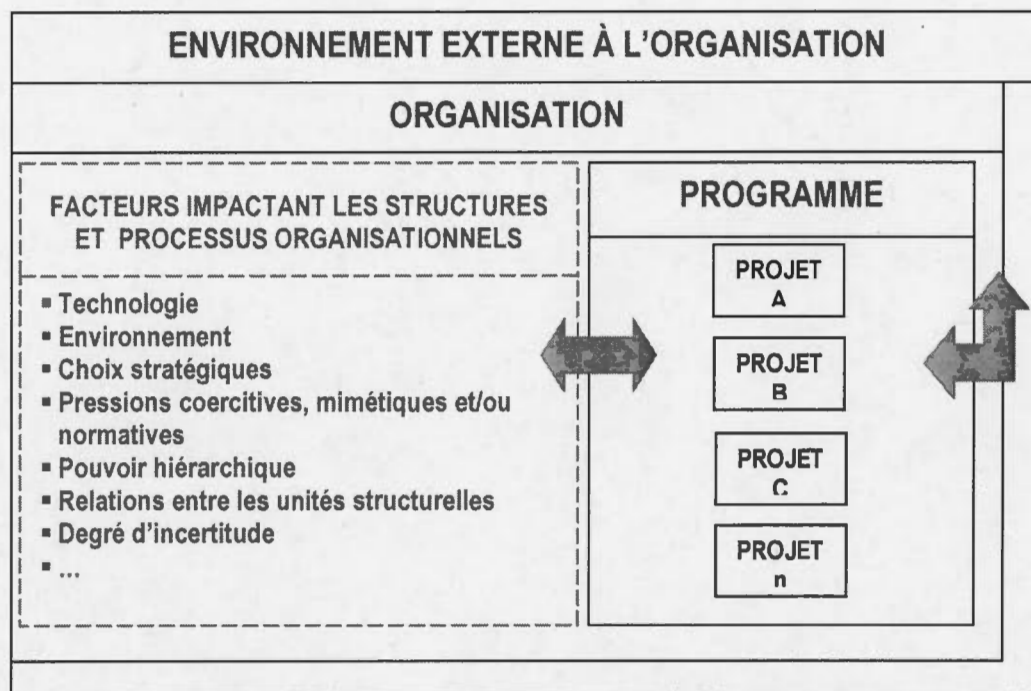 ENVIRONNEMENT EXTERNE À L'ORGANISATION
ORGANISATION
FACTEURS IMPACTANT LES STRUCTURES
ET PROCESSUS ORGANISATIONNELS
▪ Technologie
▪ Environnement
▪ Choix stratégiques
▪ Pressions coercitives, mimétiques et/ou
normatives
▪ Pouvoir hiérarchique
▪ Relations entre les unités structurelles
▪ Degré d'incertitude
▪ ...
PROGRAMME
PROJET
A
PROJET
B
PROJET
C
PROJET
n